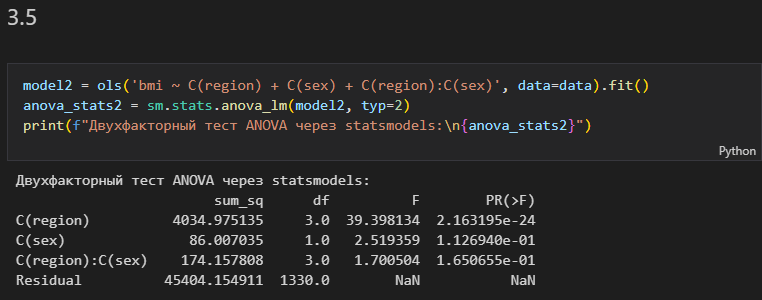 3.5
model2 = ols('bmi ~ C(region) + C(sex) + C(region):C(sex)', data=data).fit()
anova_stats2 = sm.stats.anova_lm(model2, typ=2)
print(f"Двухфакторный тест ANOVA через statsmodels:\n{anova_stats2}")
Python
Двухфакторный тест ANOVA через statsmodels:
sum_sq df F PR(>F)
C(region) 4034.975135 3.0 39.398134 2.163195e-24
C(sex) 86.007035 1.0 2.519359 1.126940e-01
C(region):C(sex) 174.157808 3.0 1.700504 1.650655e-01
Residual 45404.154911 1330.0 NaN NaN